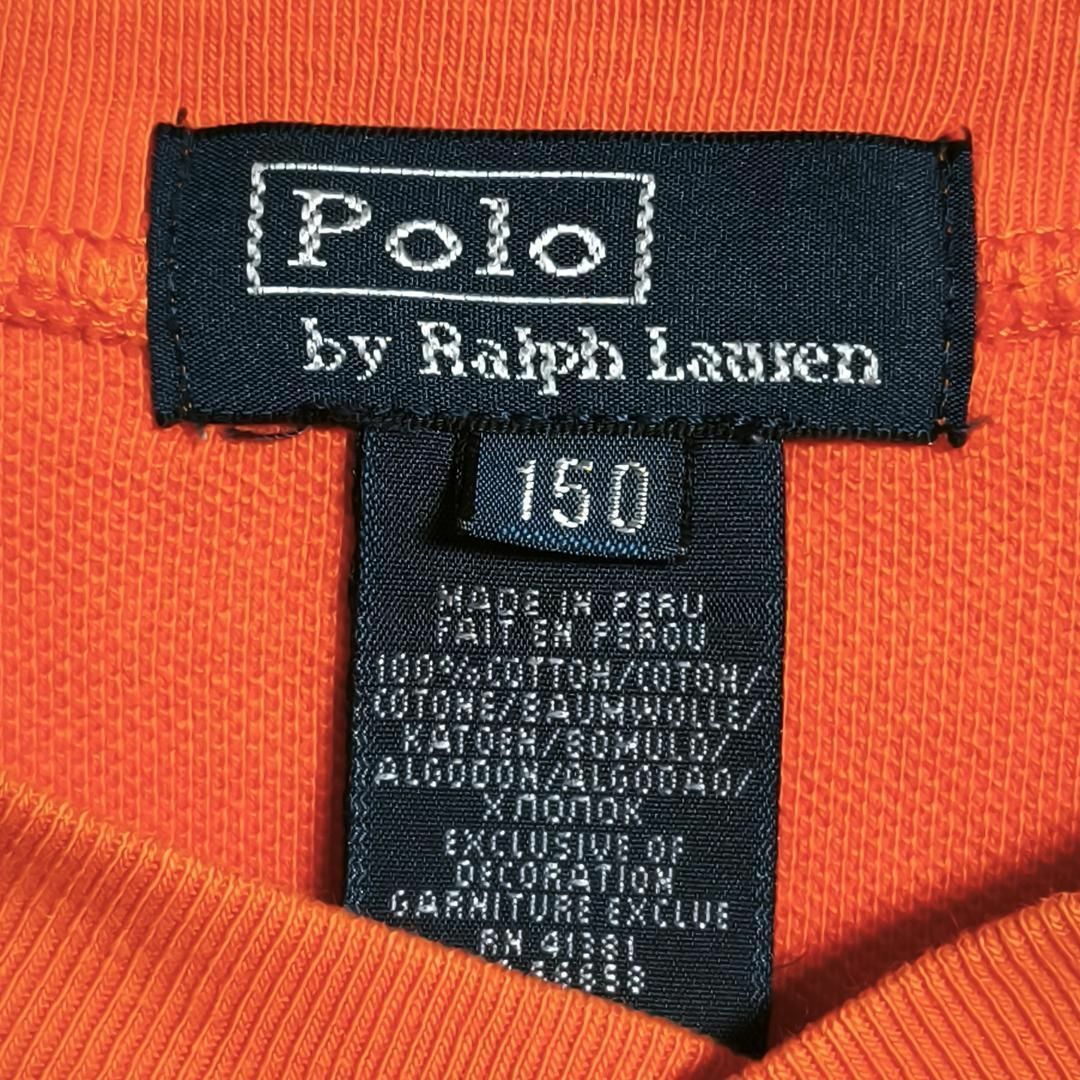 Polo
by Ralph Lauren
150
MADE IN PERU
FAIT EN PEROU
100% COTTON/COTON/
COTONE/BAUMWOLLE/
KATOEN/BOMULD/
ALGODON/ALGODAO/
ХЛОПОК
EXCLUSIVE OF
DECORATION
GARNITURE EXCLUE
RN 41381